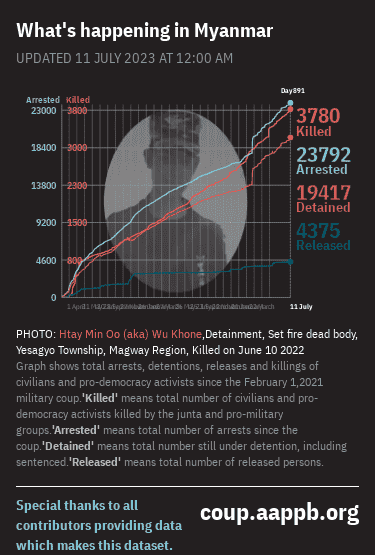 What's happening in Myanmar
UPDATED 11 JULY 2023 AT 12:00 AM
Day891
Arrested Killed
23000 3800
18400 3000
13800 2300
9200 1500
4600 800
0
3780
Killed
23792
Arrested
19417
Detained
4375
Released
11 July
PHOTO: Htay Min Oo (aka) Wu Khone,Detainment, Set fire dead body,
Yesagyo Township, Magway Region, Killed on June 10 2022
Graph shows total arrests, detentions, releases and killings of
civilians and pro-democracy activists since the February 1,2021
military coup.'Killed' means total number of civilians and pro-
democracy activists killed by the junta and pro-military
groups.'Arrested' means total number of arrests since the
coup.'Detained' means total number still under detention, including
sentenced.'Released' means total number of released persons.
Special thanks to all
contributors providing data
which makes this dataset.
coup.aappb.org